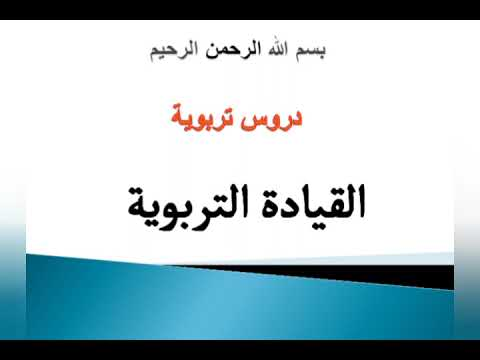 بسم الله الرحمن الرحيم
دروس تربوية
القيادة التربوية